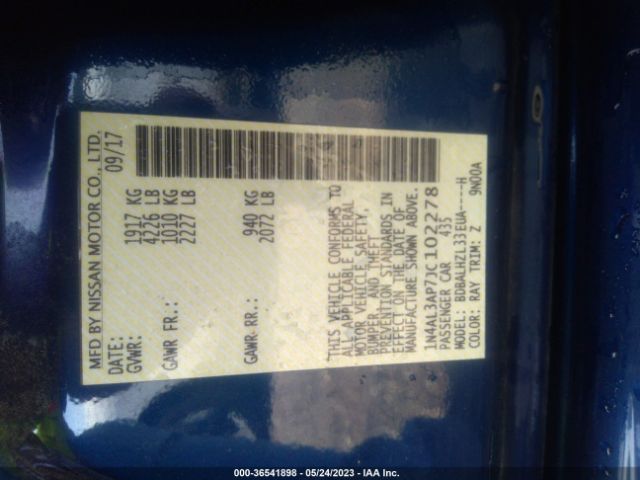 MFD BY NISSAN MOTOR CO., LTD.
DATE: 09/17
GVWR: 1917 KG
4226 LB
GAWR FR.: 1010 KG
2227 LB
GAWR RR.: 940 KG
2072 LB
THIS VEHICLE CONFORMS TO
ALL APPLICABLE FEDERAL
MOTOR VEHICLE SAFETY,
BUMPER, AND THEFT
PREVENTION STANDARDS IN
EFFECT ON THE DATE OF
MANUFACTURE SHOWN ABOVE.
1N4AL3AP7JC102278
PASSENGER CAR 435
MODEL: BDBALHZL33EUA----H
COLOR: RAY TRIM: Z 9N00A
000-36541898 - 05/24/2023 - IAA Inc.